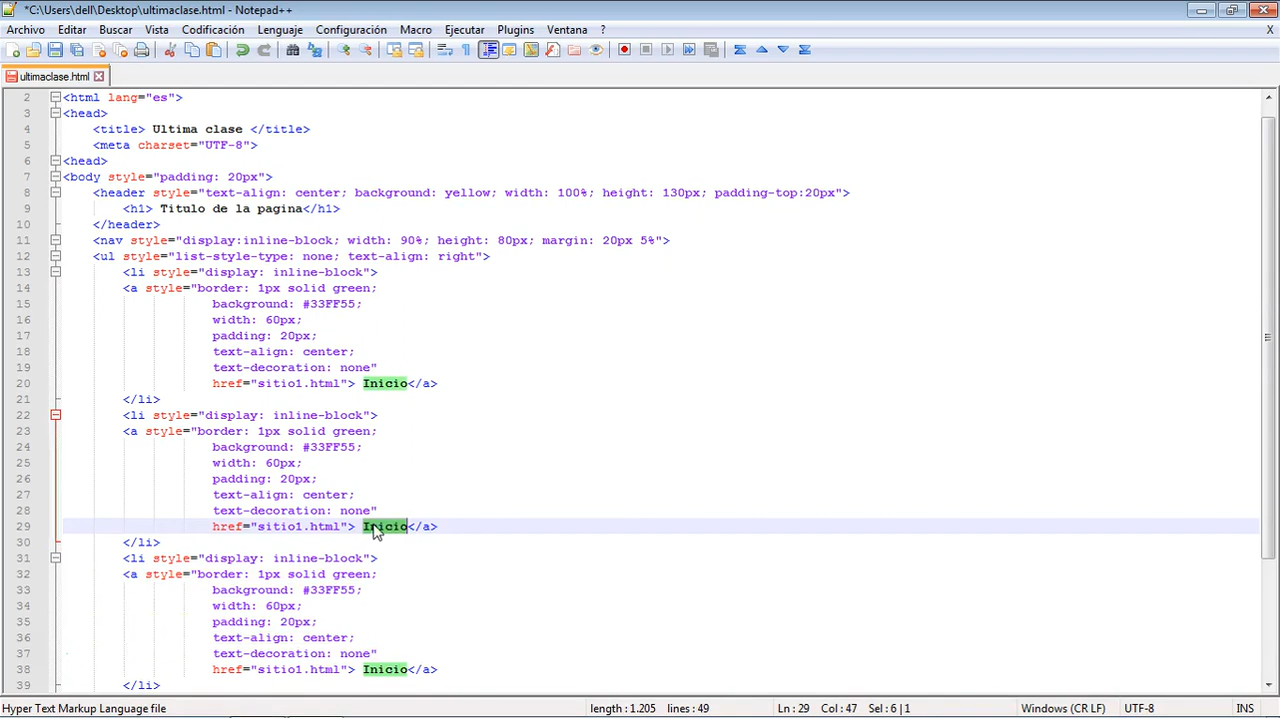 *C:\Users\dell\Desktop\ultimaclase.html - Notepad++
Archivo Editar Buscar Vista Codificación Lenguaje Configuración Macro Ejecutar Plugins Ventana ? X
ultimaclase.html
2 <html lang="es">
3 <head>
4 <title> Ultima clase </title>
5 <meta charset="UTF-8">
6 <head>
7 <body style="padding: 20px">
8 <header style="text-align: center; background: yellow; width: 100%; height: 130px; padding-top:20px">
9 <h1> Titulo de la pagina</h1>
10 </header>
11 <nav style="display:inline-block; width: 90%; height: 80px; margin: 20px 5%">
12 <ul style="list-style-type: none; text-align: right">
13 <li style="display: inline-block">
14 <a style="border: 1px solid green;
15 background: #33FF55;
16 width: 60px;
17 padding: 20px;
18 text-align: center;
19 text-decoration: none"
20 href="sitio1.html"> Inicio</a>
21 </li>
22 <li style="display: inline-block">
23 <a style="border: 1px solid green;
24 background: #33FF55;
25 width: 60px;
26 padding: 20px;
27 text-align: center;
28 text-decoration: none"
29 href="sitio1.html"> Inicio</a>
30 </li>
31 <li style="display: inline-block">
32 <a style="border: 1px solid green;
33 background: #33FF55;
34 width: 60px;
35 padding: 20px;
36 text-align: center;
37 text-decoration: none"
38 href="sitio1.html"> Inicio</a>
39 </li>
Hyper Text Markup Language file length : 1.205 lines : 49 Ln : 29 Col : 47 Sel : 6 | 1 Windows (CR LF) UTF-8 INS